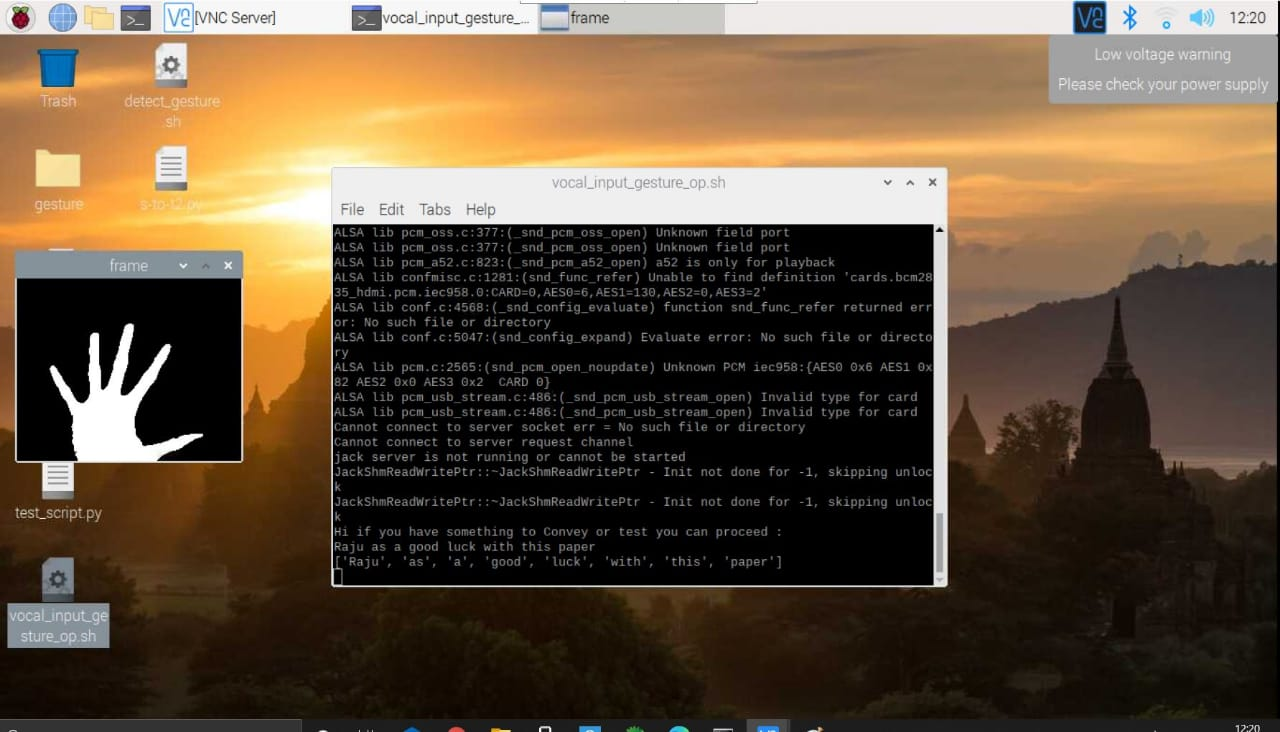 [VNC Server]
vocal_input_gesture_...
frame
12:20
Low voltage warning
Please check your power supply
Trash
detect_gesture
.sh
gesture
s-to-t2.py
frame
test_script.py
vocal_input_ge
sture_op.sh
vocal_input_gesture_op.sh
File Edit Tabs Help
ALSA lib pcm_oss.c:377:(_snd_pcm_oss_open) Unknown field port
ALSA lib pcm_oss.c:377:(_snd_pcm_oss_open) Unknown field port
ALSA lib pcm_a52.c:823:(_snd_pcm_a52_open) a52 is only for playback
ALSA lib confmisc.c:1281:(snd_func_refer) Unable to find definition 'cards.bcm28
35_hdmi.pcm.iec958.0:CARD=0,AES0=6,AES1=130,AES2=0,AES3=2'
ALSA lib conf.c:4568:(_snd_config_evaluate) function snd_func_refer returned err
or: No such file or directory
ALSA lib conf.c:5047:(snd_config_expand) Evaluate error: No such file or directo
ry
ALSA lib pcm.c:2565:(snd_pcm_open_noupdate) Unknown PCM iec958:{AES0 0x6 AES1 0x
82 AES2 0x0 AES3 0x2  CARD 0}
ALSA lib pcm_usb_stream.c:486:(_snd_pcm_usb_stream_open) Invalid type for card
ALSA lib pcm_usb_stream.c:486:(_snd_pcm_usb_stream_open) Invalid type for card
Cannot connect to server socket err = No such file or directory
Cannot connect to server request channel
jack server is not running or cannot be started
JackShmReadWritePtr::~JackShmReadWritePtr - Init not done for -1, skipping unloc
k
JackShmReadWritePtr::~JackShmReadWritePtr - Init not done for -1, skipping unloc
k
Hi if you have something to Convey or test you can proceed :
Raju as a good luck with this paper
['Raju', 'as', 'a', 'good', 'luck', 'with', 'this', 'paper']
12:20